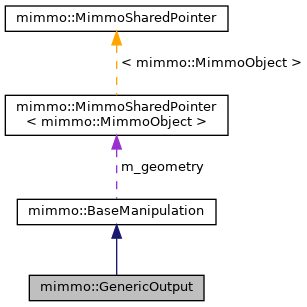 mimmo::MimmoSharedPointer
< mimmo::MimmoObject >
mimmo::MimmoSharedPointer
< mimmo::MimmoObject >
m_geometry
mimmo::BaseManipulation
mimmo::GenericOutput